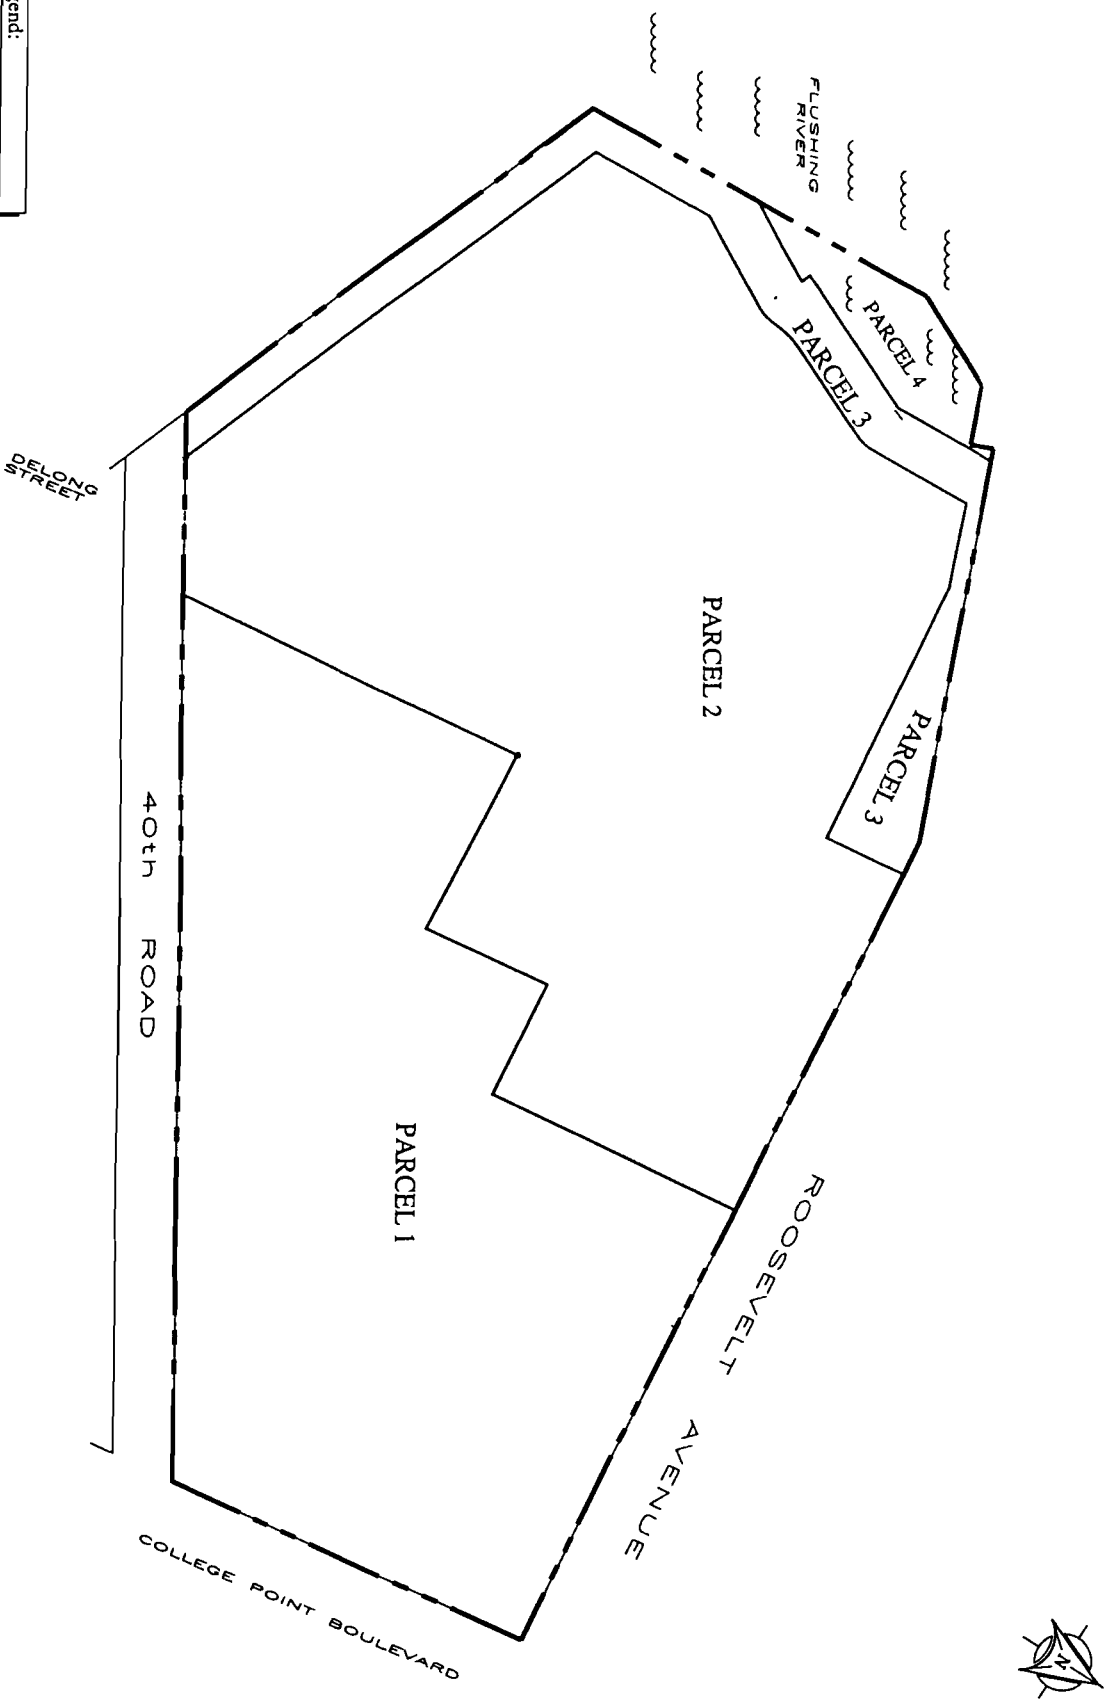 FLUSHING
RIVER
PARCEL 4
PARCEL 3
PARCEL 2
PARCEL 3
PARCEL 1
ROOSEVELT AVENUE
40th ROAD
DELONG
STREET
COLLEGE POINT BOULEVARD
N